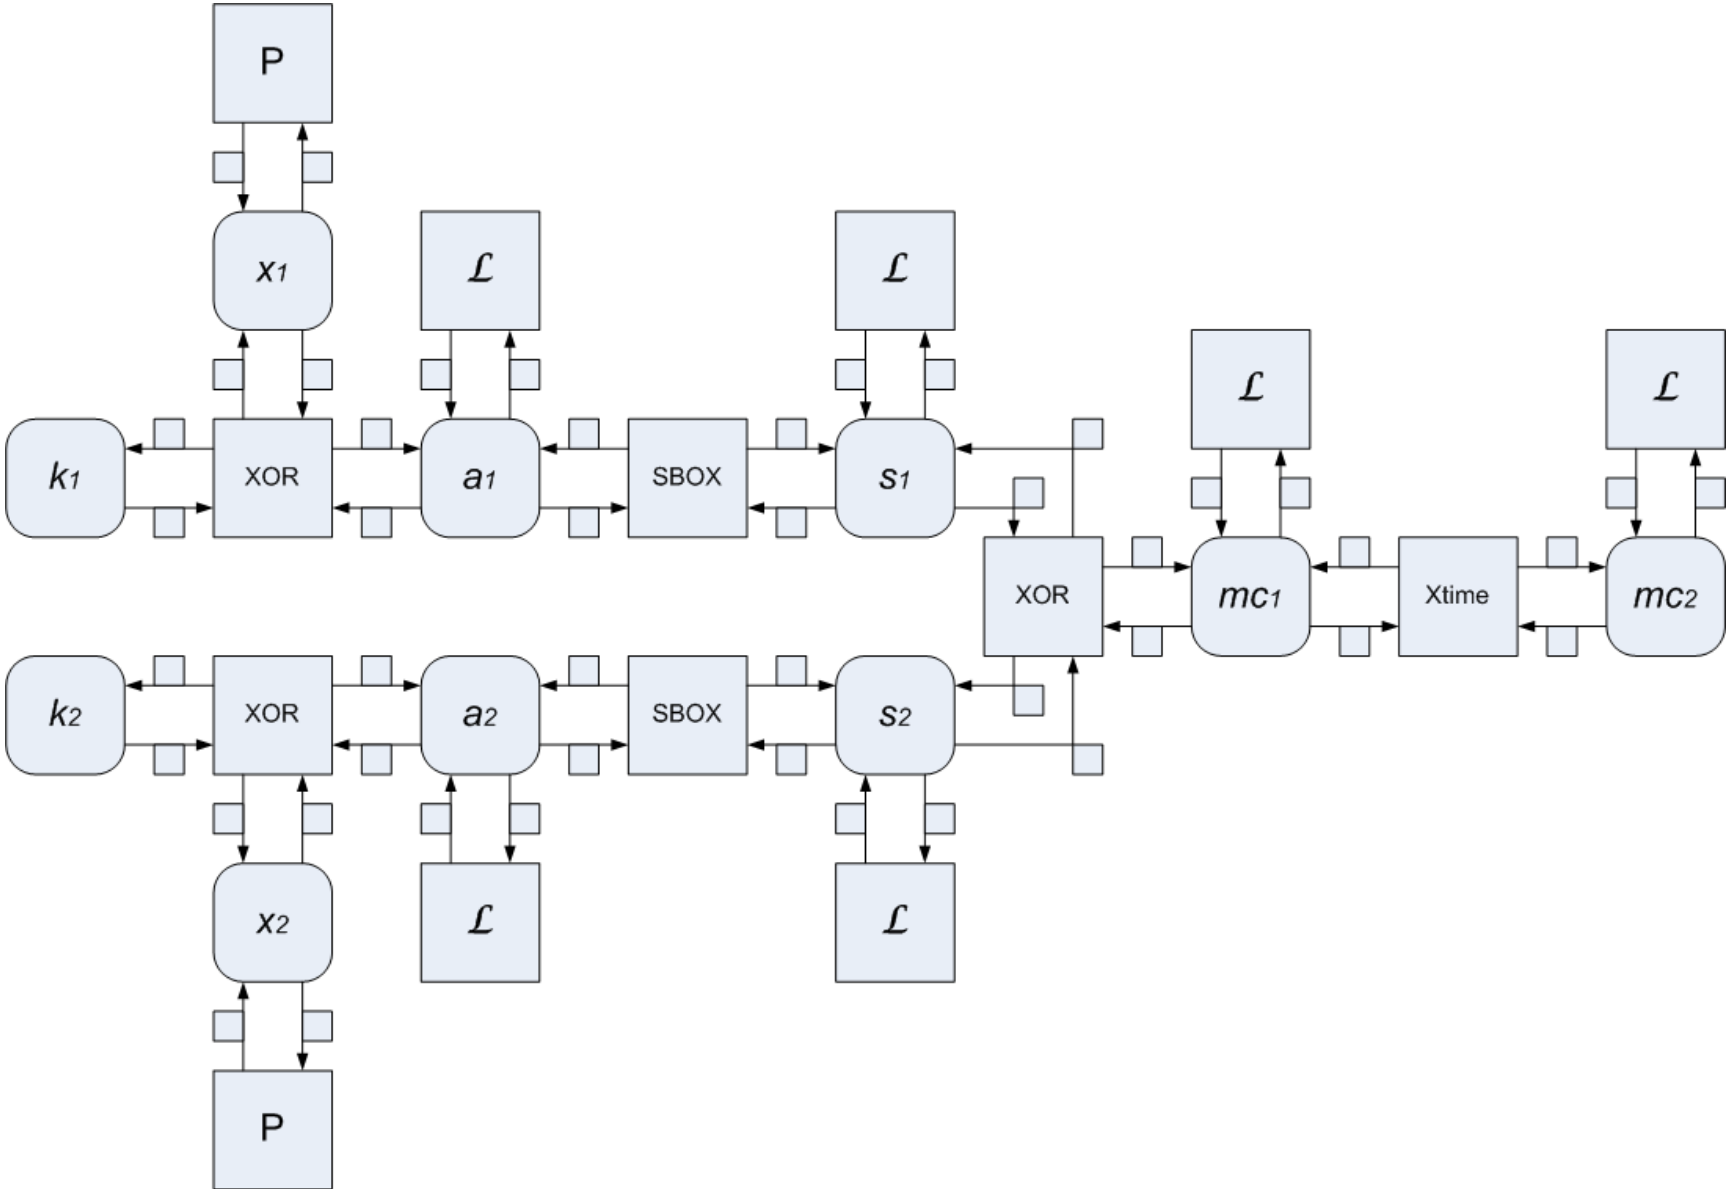 P
x1
ℒ
ℒ
ℒ
ℒ
k1
XOR
a1
SBOX
s1
XOR
mc1
Xtime
mc2
k2
XOR
a2
SBOX
s2
x2
ℒ
ℒ
P